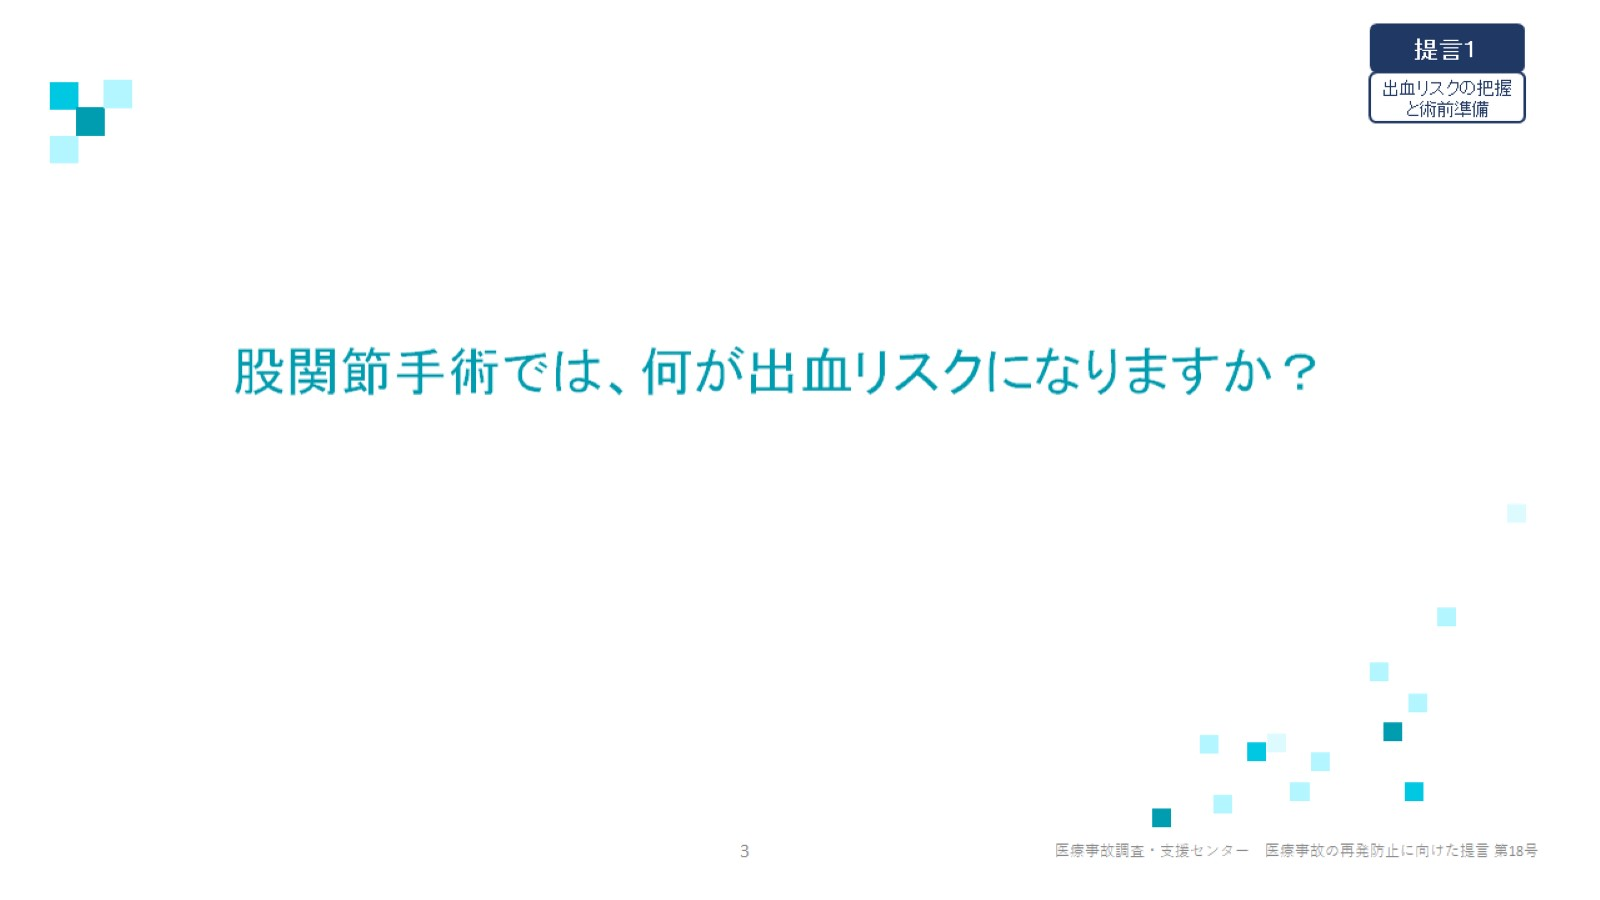 提言1
出血リスクの把握
と術前準備
股関節手術では、何が出血リスクになりますか？
3
医療事故調査・支援センター　医療事故の再発防止に向けた提言 第18号